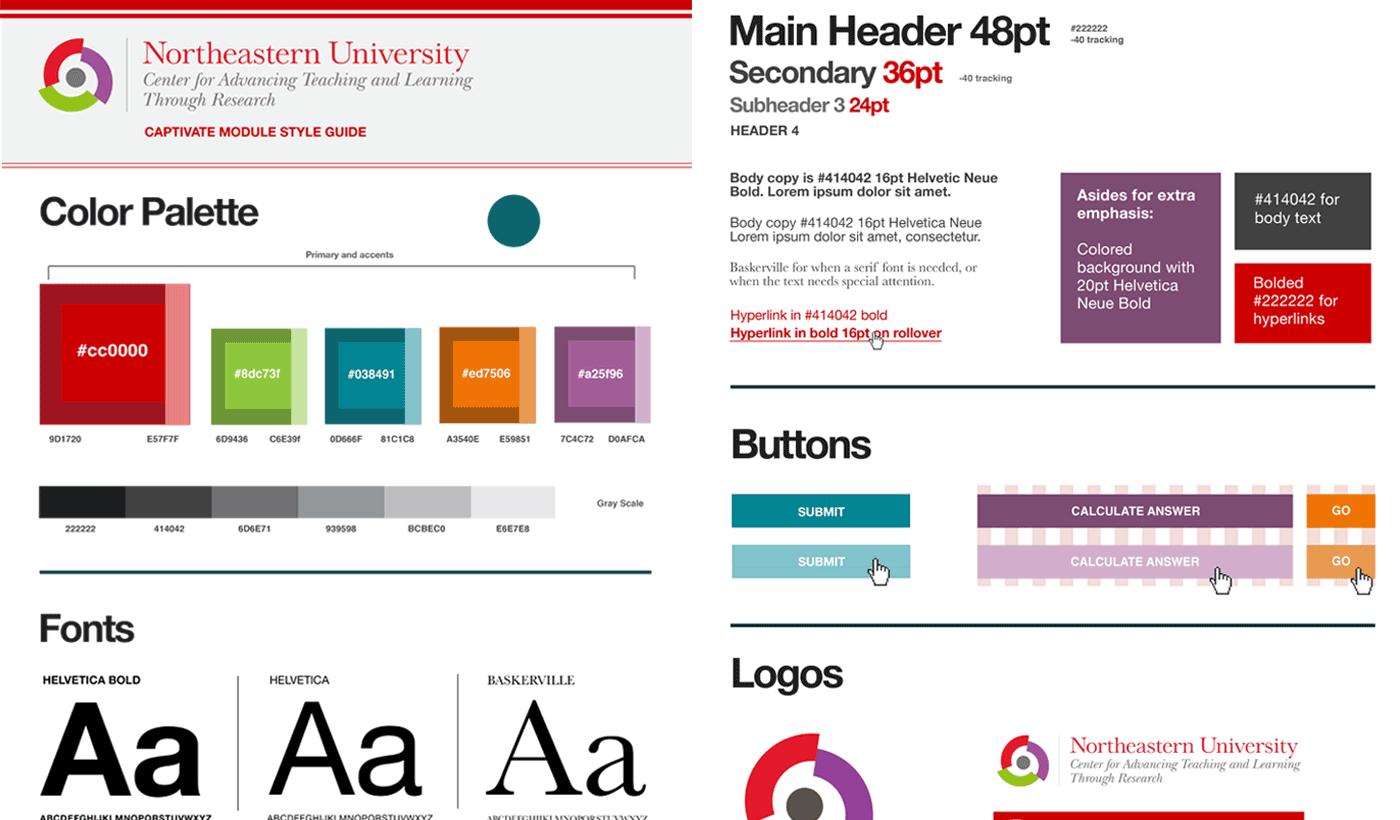 Northeastern University
Center for Advancing Teaching and Learning
Through Research
CAPTIVATE MODULE STYLE GUIDE
Color Palette
Primary and accents
#cc0000
#8dc73f
#038491
#ed7506
#a25f96
9D1720
E57F7F
6D9436
C6E39f
0D666F
81C1C8
A3540E
E59851
7C4C72
D0AFCA
Gray Scale
222222
414042
6D6E71
939598
BCBEC0
E6E7E8
Fonts
HELVETICA BOLD
Aa
ABCDEFGHIJKLMNOPQRSTUVWXYZ
HELVETICA
Aa
ABCDEFGHIJKLMNOPQRSTUVWXYZ
BASKERVILLE
Aa
ABCDEFGHIJKLMNOPQRSTUVWXYZ
Main Header 48pt
#222222
-40 tracking
Secondary 36pt
-40 tracking
Subheader 3 24pt
HEADER 4
Body copy is #414042 16pt Helvetic Neue
Bold. Lorem ipsum dolor sit amet.
Body copy #414042 16pt Helvetica Neue
Lorem ipsum dolor sit amet, consectetur.
Baskerville for when a serif font is needed, or
when the text needs special attention.
Hyperlink in #414042 bold
Hyperlink in bold 16pt on rollover
Asides for extra
emphasis:
Colored
background with
20pt Helvetica
Neue Bold
#414042 for
body text
Bolded
#222222 for
hyperlinks
Buttons
SUBMIT
CALCULATE ANSWER
GO
SUBMIT
CALCULATE ANSWER
GO
Logos
Northeastern University
Center for Advancing Teaching and Learning
Through Research